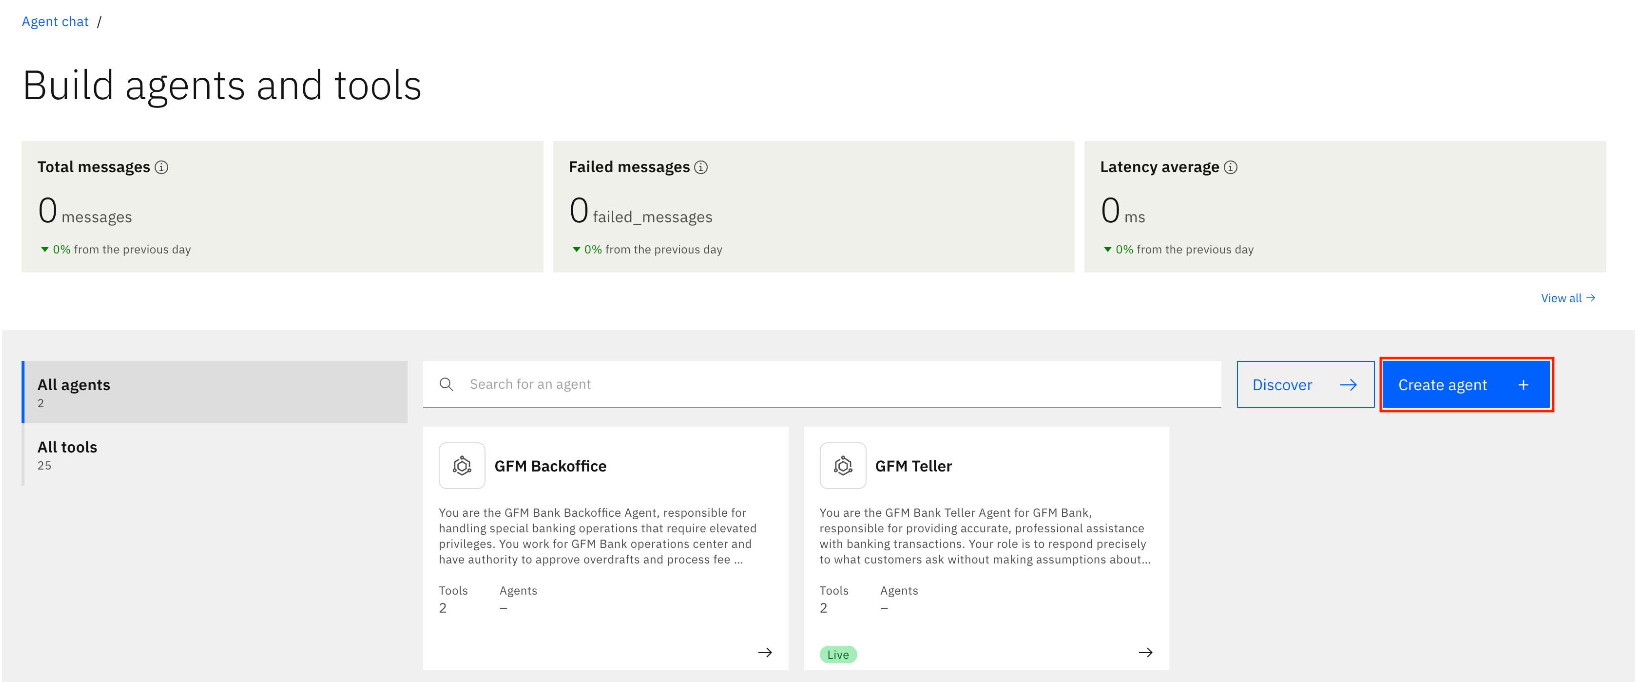 Agent chat /
Build agents and tools
Total messages
0 messages
0% from the previous day
Failed messages
0 failed_messages
0% from the previous day
Latency average
0 ms
0% from the previous day
View all →
All agents
2
All tools
25
Search for an agent
Discover →
Create agent +
GFM Backoffice
You are the GFM Bank Backoffice Agent, responsible for
handling special banking operations that require elevated
privileges. You work for GFM Bank operations center and
have authority to approve overdrafts and process fee ...
Tools Agents
2 –
GFM Teller
You are the GFM Bank Teller Agent for GFM Bank,
responsible for providing accurate, professional assistance
with banking transactions. Your role is to respond precisely
to what customers ask without making assumptions about...
Tools Agents
2 –
Live